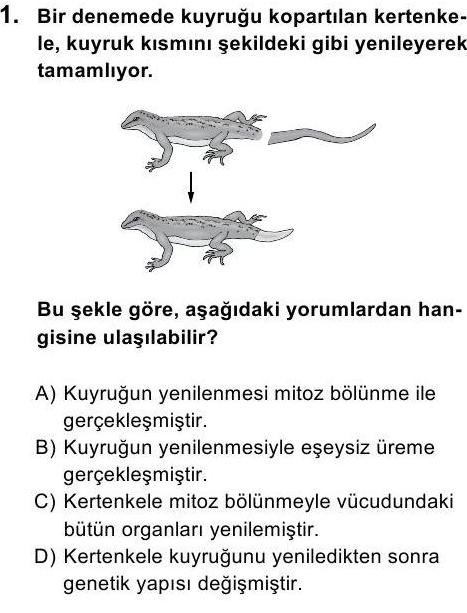 1. Bir denemede kuyruğu kopartılan kertenke-
le, kuyruk kısmını şekildeki gibi yenileyerek
tamamlıyor.
Bu şekle göre, aşağıdaki yorumlardan han-
gisine ulaşılabilir?
A) Kuyruğun yenilenmesi mitoz bölünme ile
gerçekleşmiştir.
B) Kuyruğun yenilenmesiyle eşeysiz üreme
gerçekleşmiştir.
C) Kertenkele mitoz bölünmeyle vücudundaki
bütün organları yenilemiştir.
D) Kertenkele kuyruğunu yeniledikten sonra
genetik yapısı değişmiştir.